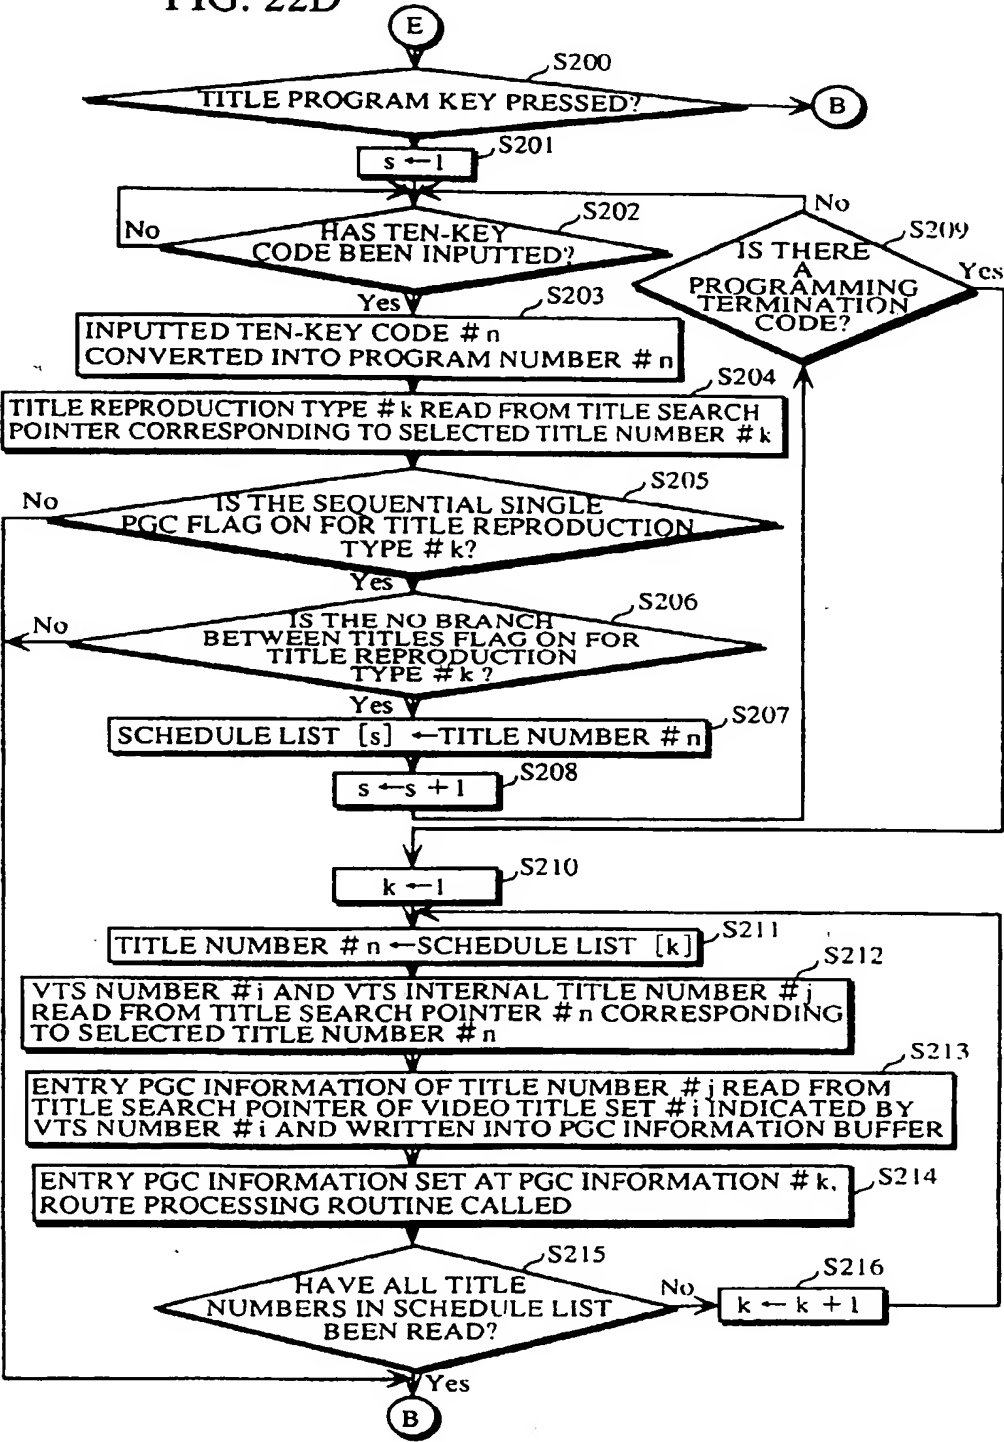 FIG. 22D
E
S200
TITLE PROGRAM KEY PRESSED?
B
S201
s ← 1
No
S202
HAS TEN-KEY
CODE BEEN INPUTTED?
No
S209
IS THERE
A
PROGRAMMING
TERMINATION
CODE?
Yes
Yes
S203
INPUTTED TEN-KEY CODE #n
CONVERTED INTO PROGRAM NUMBER #n
S204
TITLE REPRODUCTION TYPE #k READ FROM TITLE SEARCH
POINTER CORRESPONDING TO SELECTED TITLE NUMBER #k
S205
No
IS THE SEQUENTIAL SINGLE
PGC FLAG ON FOR TITLE REPRODUCTION
TYPE #k?
Yes
S206
No
IS THE NO BRANCH
BETWEEN TITLES FLAG ON FOR
TITLE REPRODUCTION
TYPE #k?
Yes
S207
SCHEDULE LIST [s] ←TITLE NUMBER #n
S208
s ←s + 1
S210
k ←1
S211
TITLE NUMBER #n ←SCHEDULE LIST [k]
S212
VTS NUMBER #i AND VTS INTERNAL TITLE NUMBER #j
READ FROM TITLE SEARCH POINTER #n CORRESPONDING
TO SELECTED TITLE NUMBER #n
S213
ENTRY PGC INFORMATION OF TITLE NUMBER #j READ FROM
TITLE SEARCH POINTER OF VIDEO TITLE SET #i INDICATED BY
VTS NUMBER #i AND WRITTEN INTO PGC INFORMATION BUFFER
S214
ENTRY PGC INFORMATION SET AT PGC INFORMATION #k,
ROUTE PROCESSING ROUTINE CALLED
S215
HAVE ALL TITLE
NUMBERS IN SCHEDULE LIST
BEEN READ?
No
S216
k ← k + 1
Yes
B